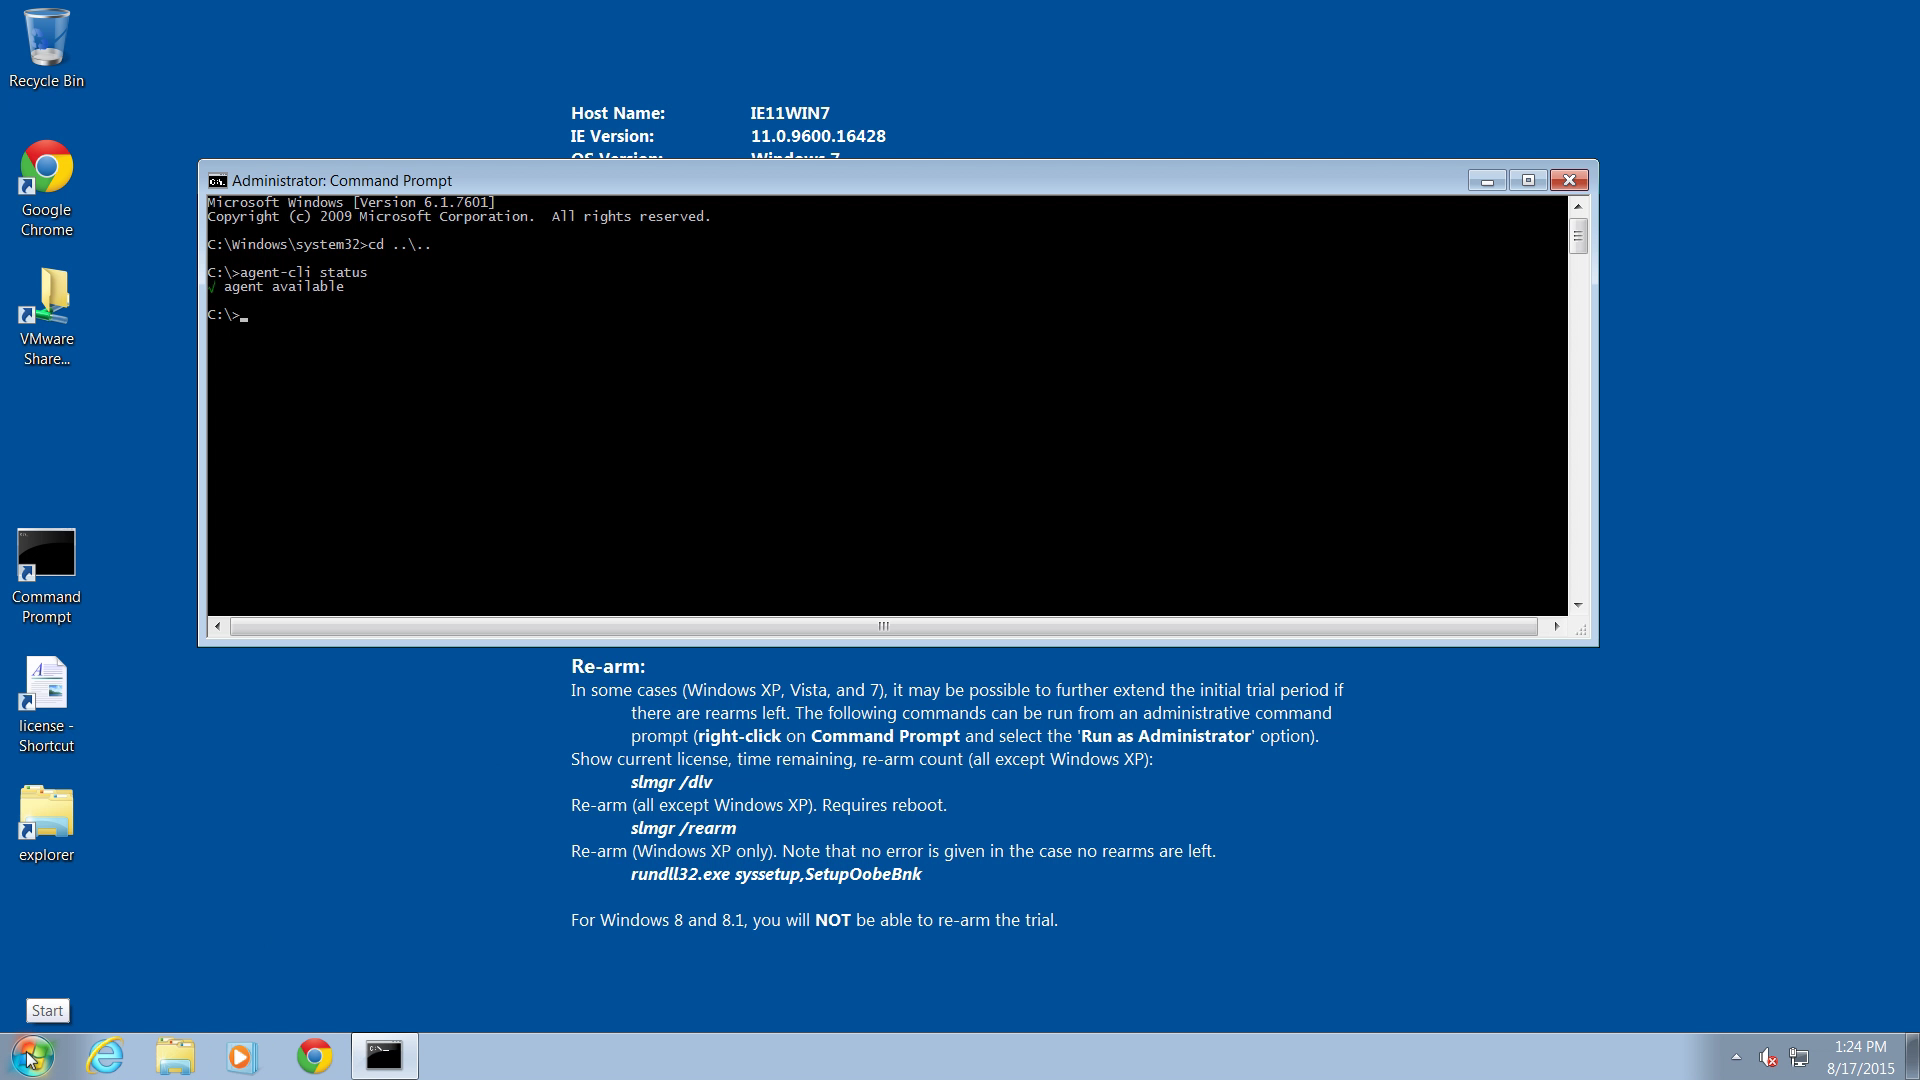 Recycle Bin
Google
Chrome
VMware
Share...
Command
Prompt
license -
Shortcut
explorer
Host Name: IE11WIN7
IE Version: 11.0.9600.16428
OS Version: Windows 7
Administrator: Command Prompt
Microsoft Windows [Version 6.1.7601]
Copyright (c) 2009 Microsoft Corporation.  All rights reserved.
C:\Windows\system32>cd ..\..
C:\>agent-cli status
√ agent available
C:\>_
Re-arm:
In some cases (Windows XP, Vista, and 7), it may be possible to further extend the initial trial period if
there are rearms left. The following commands can be run from an administrative command
prompt (right-click on Command Prompt and select the 'Run as Administrator' option).
Show current license, time remaining, re-arm count (all except Windows XP):
slmgr /dlv
Re-arm (all except Windows XP). Requires reboot.
slmgr /rearm
Re-arm (Windows XP only). Note that no error is given in the case no rearms are left.
rundll32.exe syssetup,SetupOobeBnk
For Windows 8 and 8.1, you will NOT be able to re-arm the trial.
Start
1:24 PM
8/17/2015